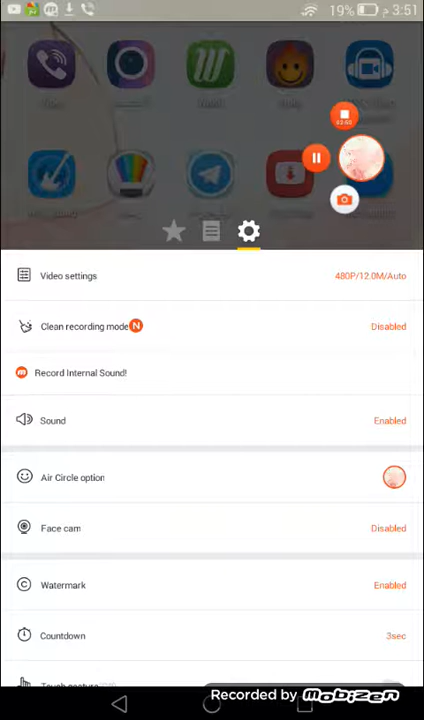 19% م 3:51
Video settings 480P/12.0M/Auto
Clean recording mode N Disabled
Record Internal Sound!
Sound Enabled
Air Circle option
Face cam Disabled
Watermark Enabled
Countdown 3sec
Recorded by mobizen